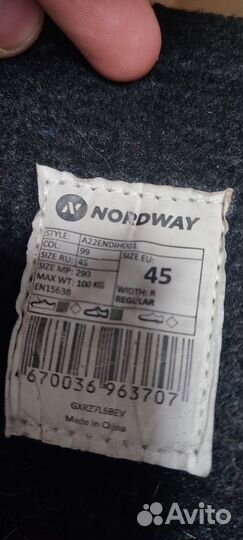 NORDWAY
STYLE: A22ENDIH001
COL: 99
SIZE RU: 45
SIZE MP: 290
MAX WT: 100 KG
EN15638
SIZE EU:
45
WIDTH: R
REGULAR
4670036 963707
GXRZ7L6BEV
Made in China
Avito